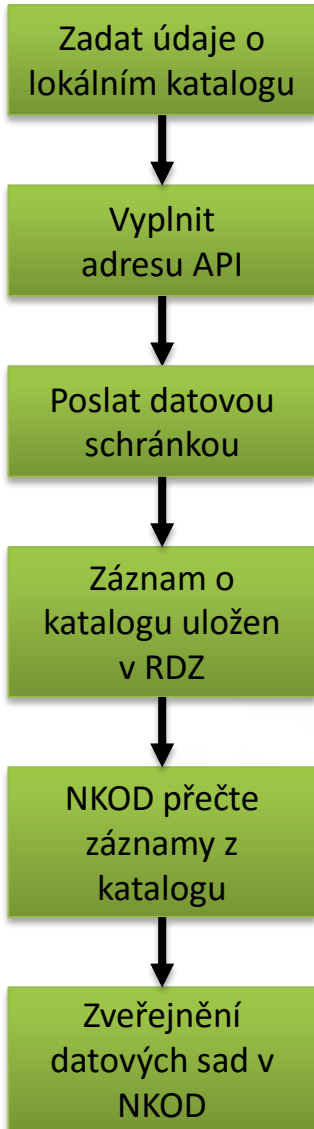 Zadat údaje o
lokálním katalogu
Vyplnit
adresu API
Poslat datovou
schránkou
Záznam o
katalogu uložen
v RDZ
NKOD přečte
záznamy z
katalogu
Zveřejnění
datových sad v
NKOD